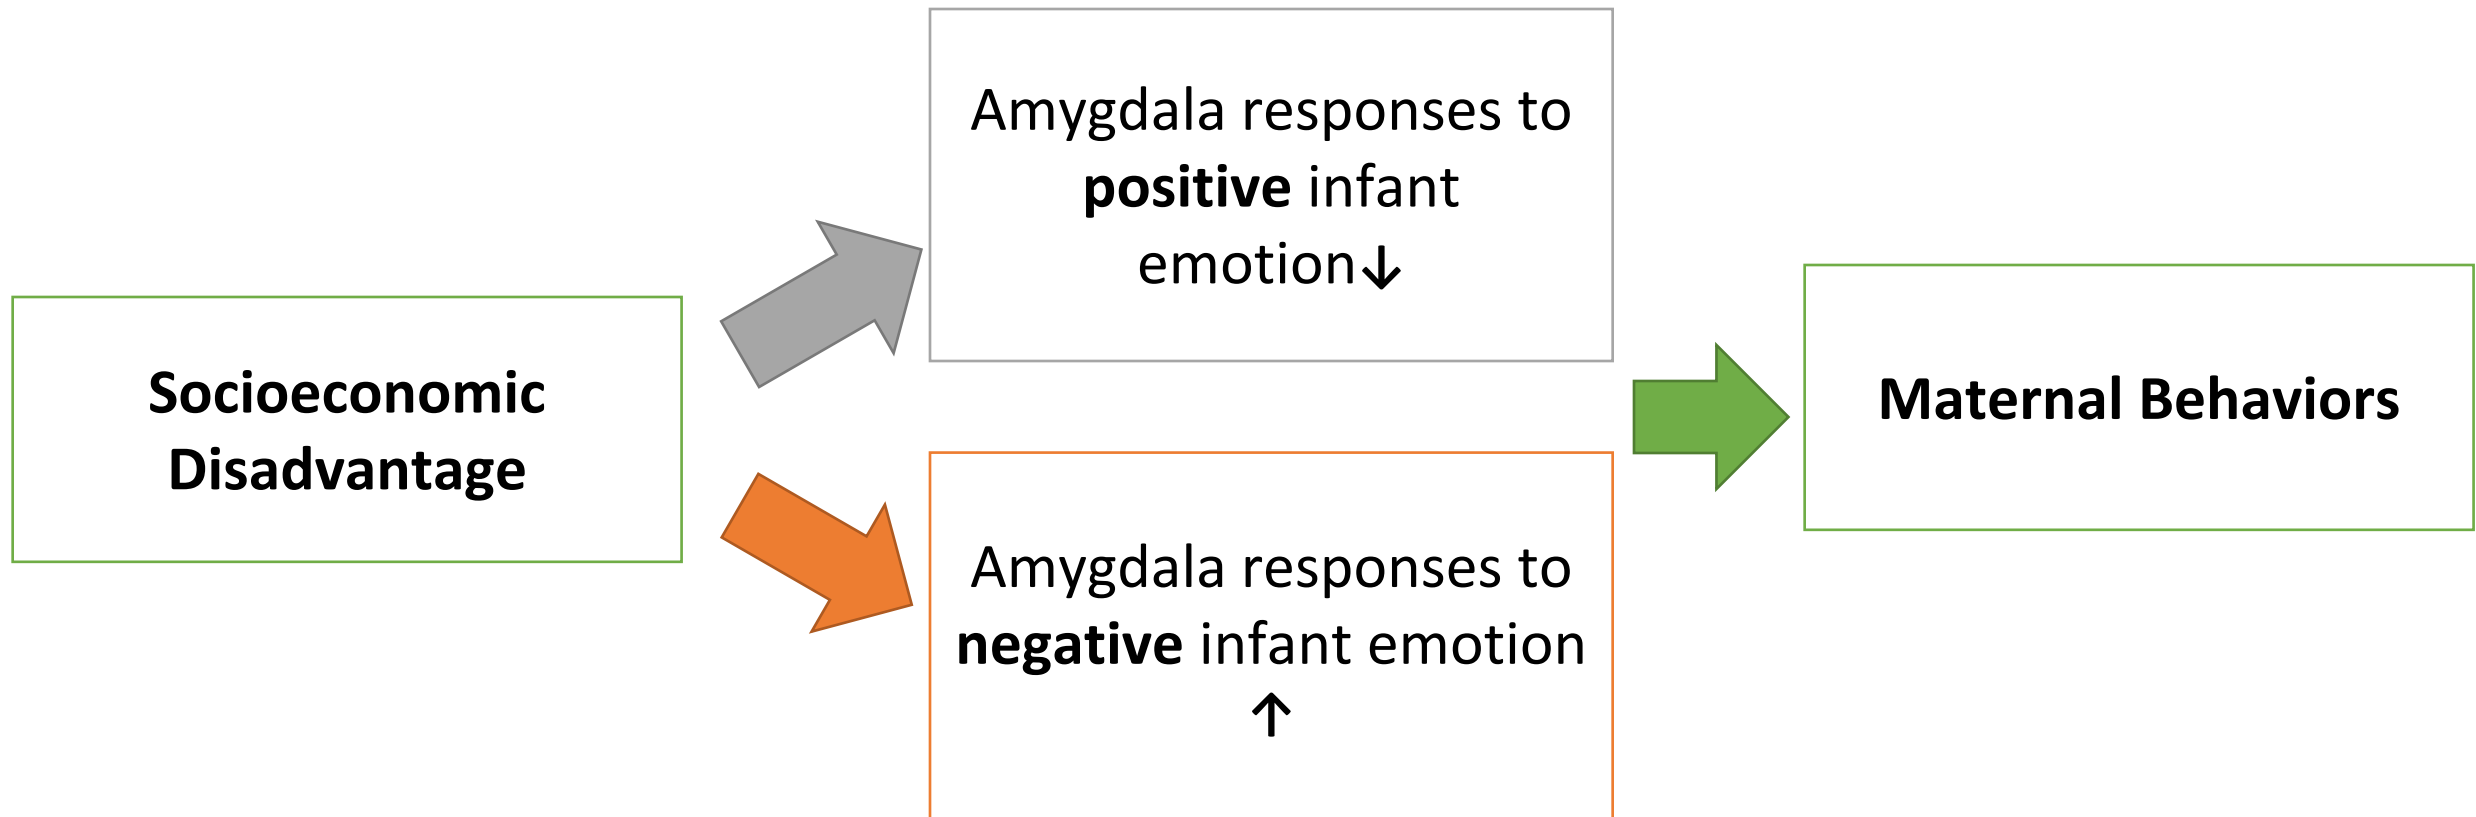 Socioeconomic
Disadvantage
Amygdala responses to
positive infant
emotion↓
Amygdala responses to
negative infant emotion
↑
Maternal Behaviors